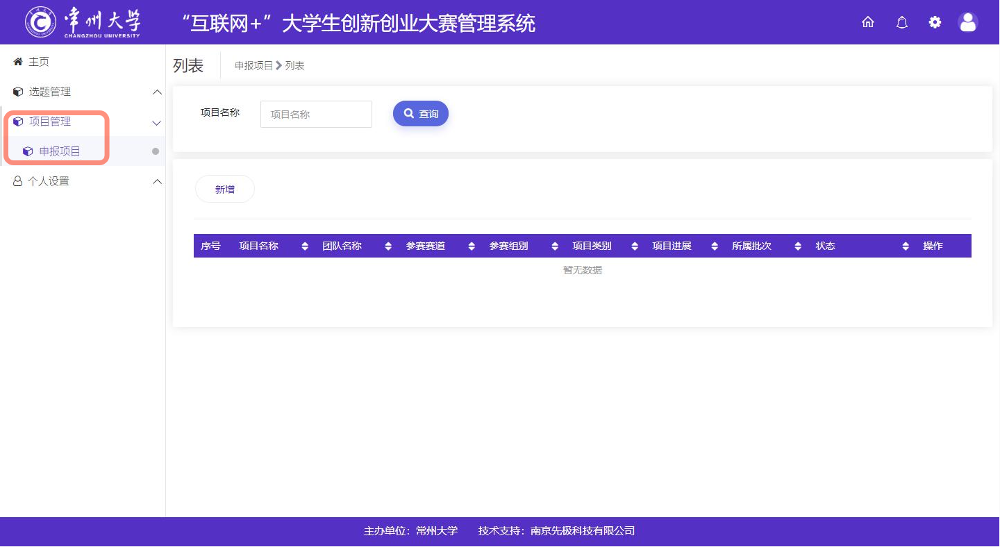 常州大学
CHANGZHOU UNIVERSITY
“互联网+”大学生创新创业大赛管理系统
主页
选题管理
项目管理
申报项目
个人设置
列表
申报项目 列表
项目名称 项目名称 查询
新增
序号 项目名称 团队名称 参赛赛道 参赛组别 项目类别 项目进展 所属批次 状态 操作
暂无数据
主办单位：常州大学 技术支持：南京先极科技有限公司